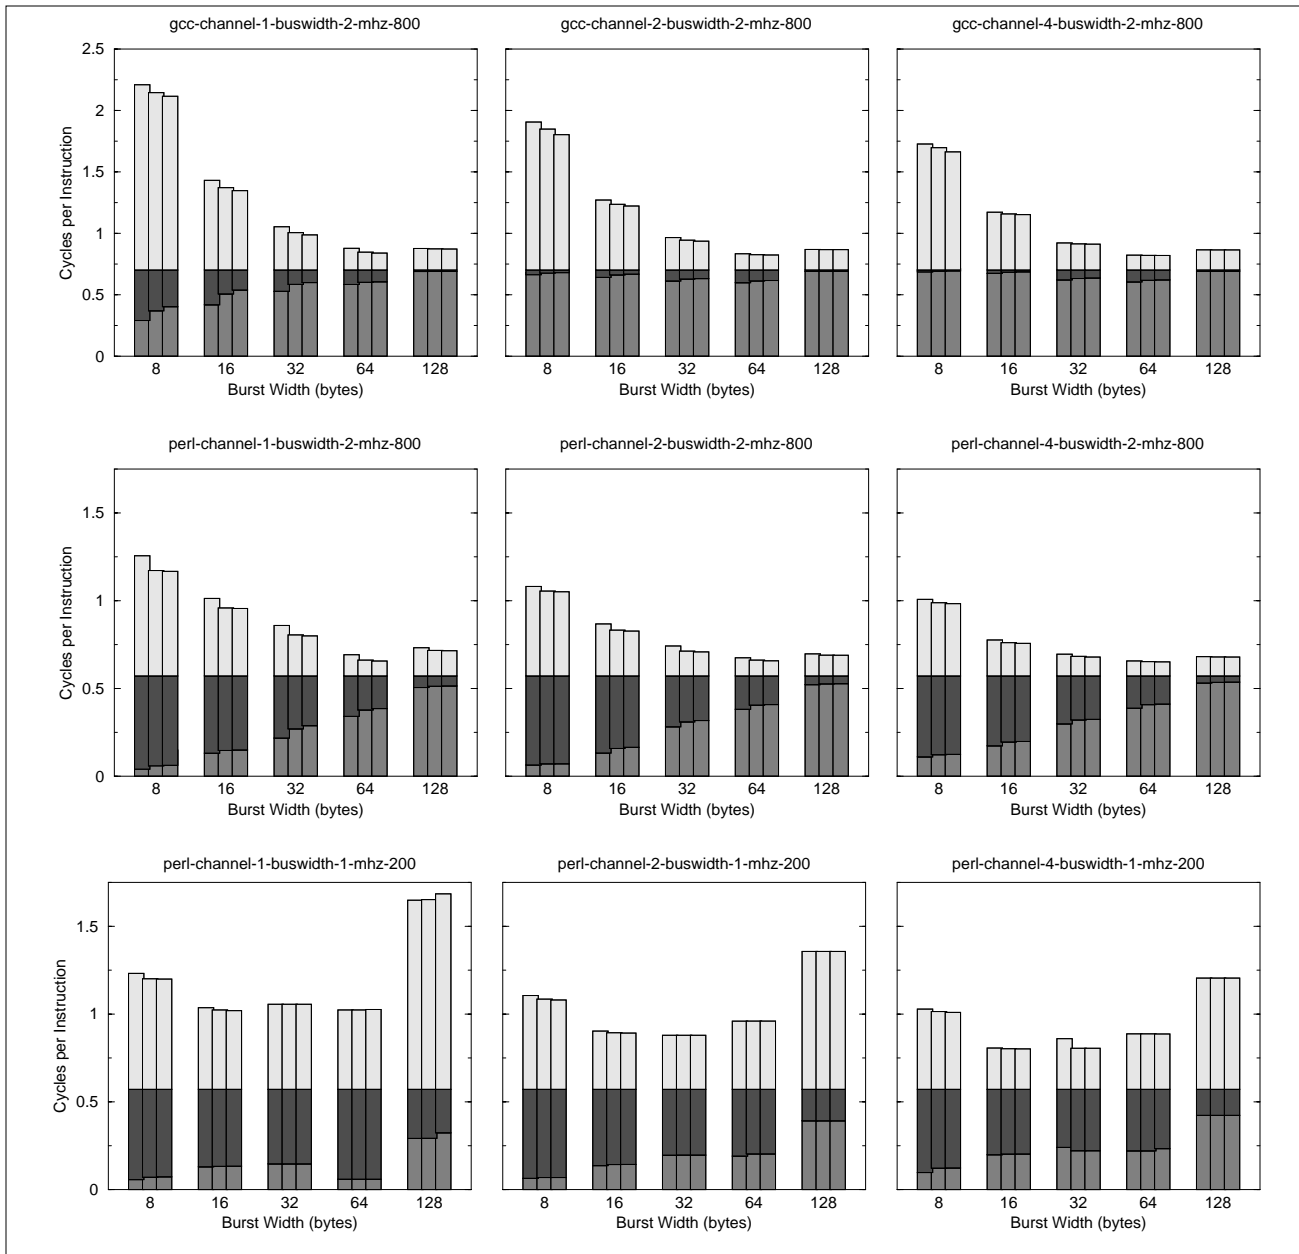 gcc-channel-1-buswidth-2-mhz-800 gcc-channel-2-buswidth-2-mhz-800 gcc-channel-4-buswidth-2-mhz-800
2.5
2
1.5
1
0.5
0
Cycles per Instruction
8 16 32 64 128 8 16 32 64 128 8 16 32 64 128
Burst Width (bytes) Burst Width (bytes) Burst Width (bytes)
perl-channel-1-buswidth-2-mhz-800 perl-channel-2-buswidth-2-mhz-800 perl-channel-4-buswidth-2-mhz-800
1.5
1
0.5
0
Cycles per Instruction
8 16 32 64 128 8 16 32 64 128 8 16 32 64 128
Burst Width (bytes) Burst Width (bytes) Burst Width (bytes)
perl-channel-1-buswidth-1-mhz-200 perl-channel-2-buswidth-1-mhz-200 perl-channel-4-buswidth-1-mhz-200
1.5
1
0.5
0
Cycles per Instruction
8 16 32 64 128 8 16 32 64 128 8 16 32 64 128
Burst Width (bytes) Burst Width (bytes) Burst Width (bytes)